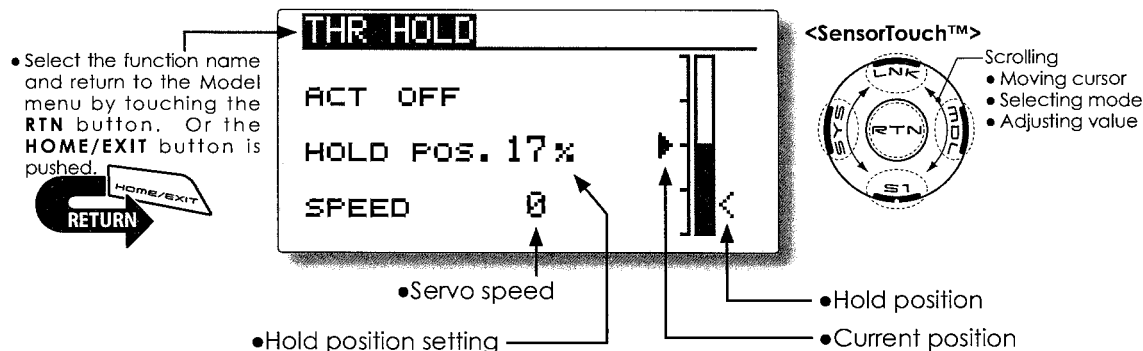 THR HOLD
• Select the function name
and return to the Model
menu by touching the
RTN button. Or the
HOME/EXIT button is
pushed.
HOME/EXIT
RETURN
ACT OFF
HOLD POS. 17%
SPEED 0
<SensorTouch™>
LNK
SYS
RTN
MDL
S1
Scrolling
• Moving cursor
• Selecting mode
• Adjusting value
•Servo speed
•Hold position
•Hold position setting
•Current position